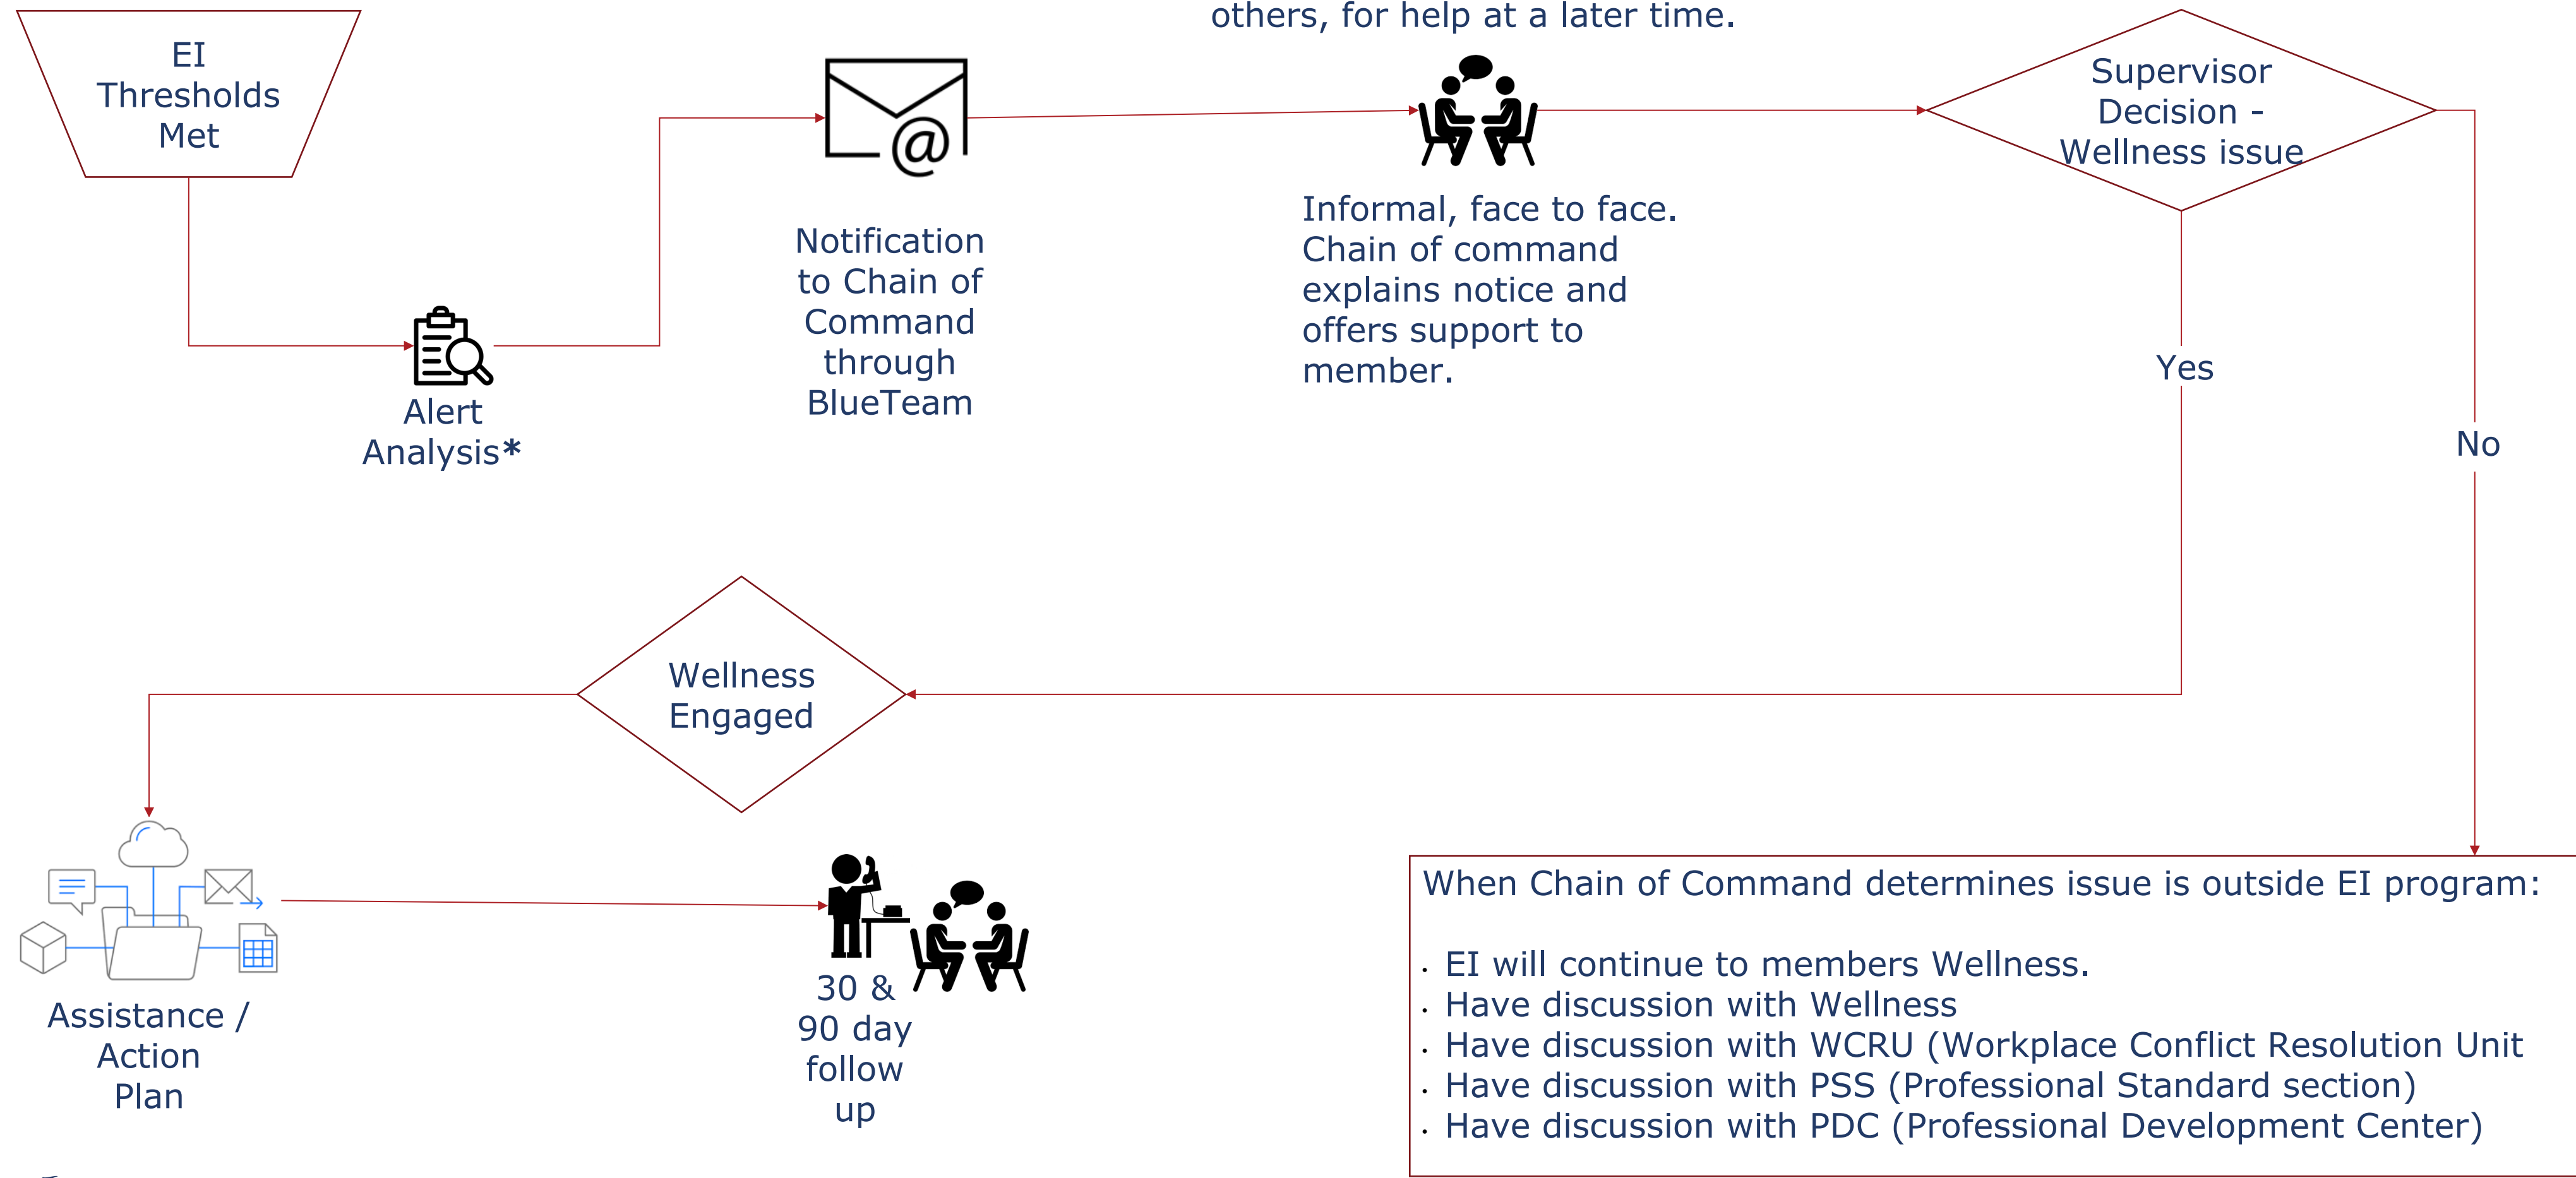 others, for help at a later time.
EI
Thresholds
Met
Supervisor
Decision -
Wellness issue
Notification
to Chain of
Command
through
BlueTeam
Informal, face to face.
Chain of command
explains notice and
offers support to
member.
Alert
Analysis*
Yes
No
Wellness
Engaged
Assistance /
Action
Plan
30 &
90 day
follow
up
When Chain of Command determines issue is outside EI program:
· EI will continue to members Wellness.
· Have discussion with Wellness
· Have discussion with WCRU (Workplace Conflict Resolution Unit
· Have discussion with PSS (Professional Standard section)
· Have discussion with PDC (Professional Development Center)